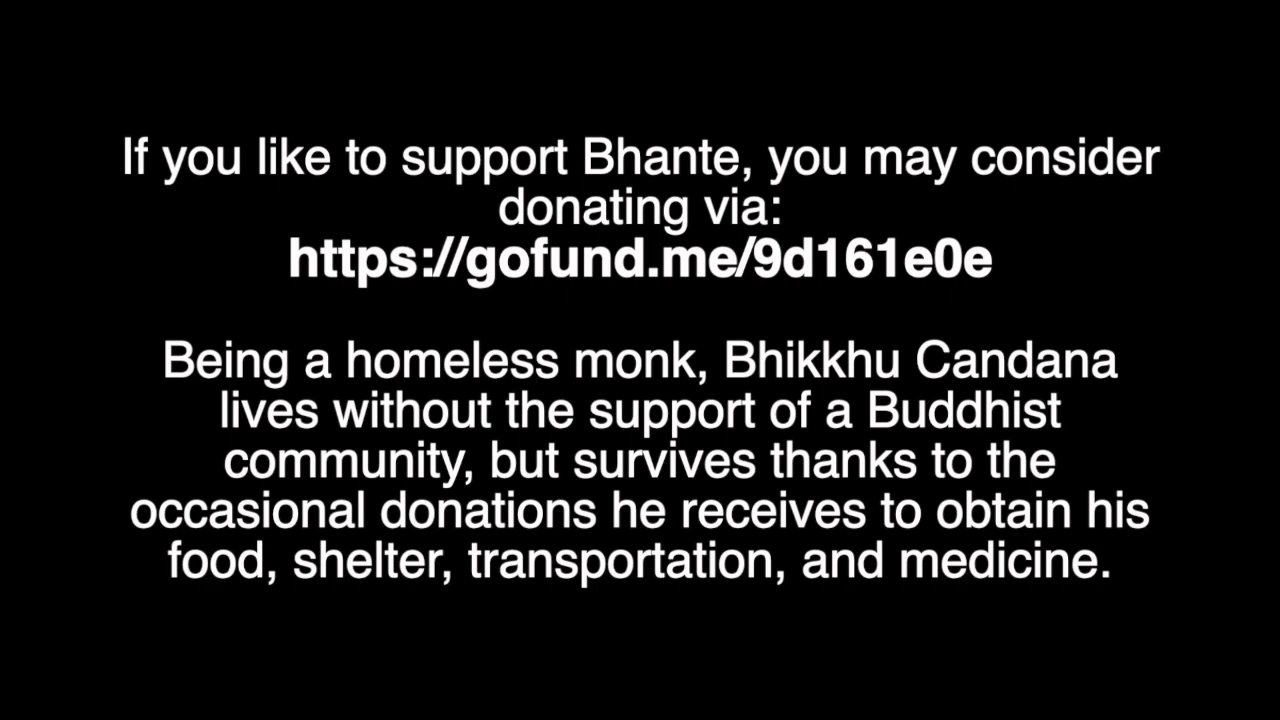 If you like to support Bhante, you may consider
donating via:
https://gofund.me/9d161e0e
Being a homeless monk, Bhikkhu Candana
lives without the support of a Buddhist
community, but survives thanks to the
occasional donations he receives to obtain his
food, shelter, transportation, and medicine.